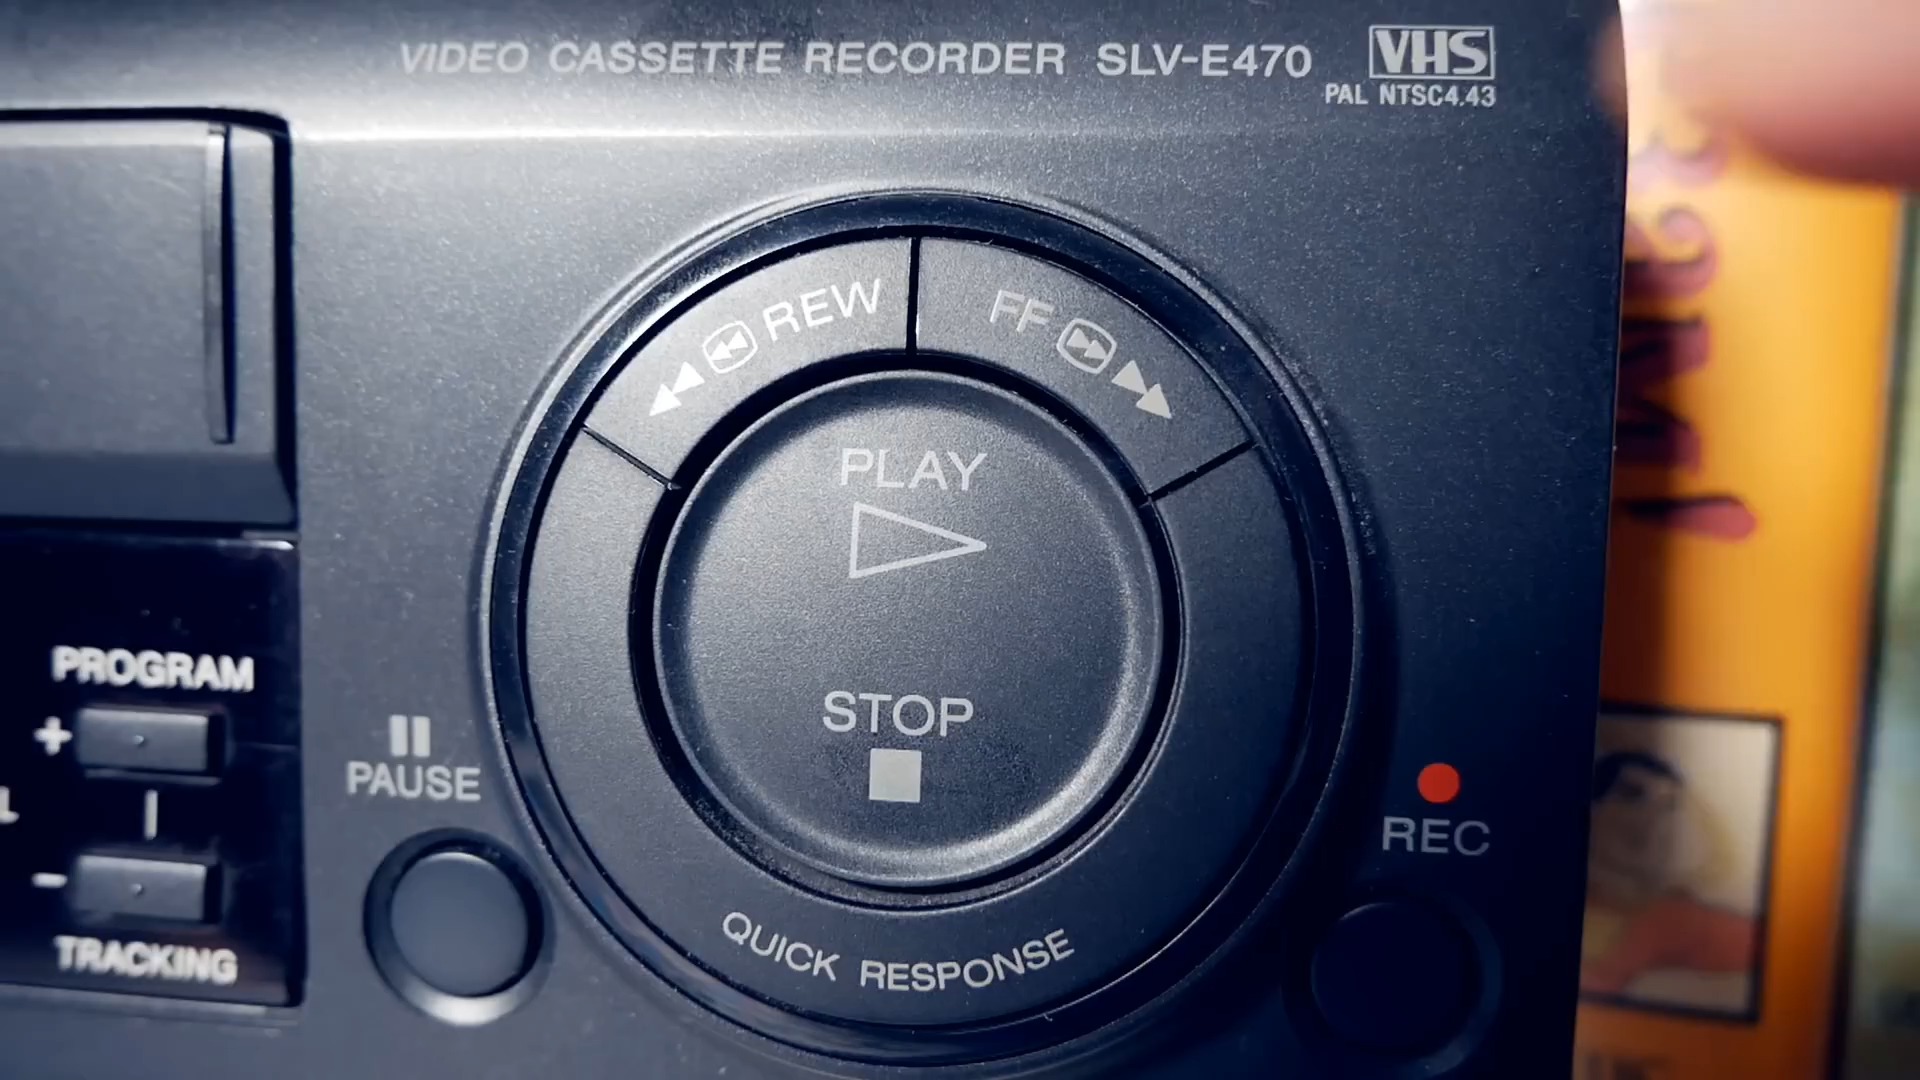 VIDEO CASSETTE RECORDER SLV-E470
VHS
PAL NTSC4.43
REW
FF
PLAY
STOP
QUICK RESPONSE
PROGRAM
+
-
TRACKING
PAUSE
REC